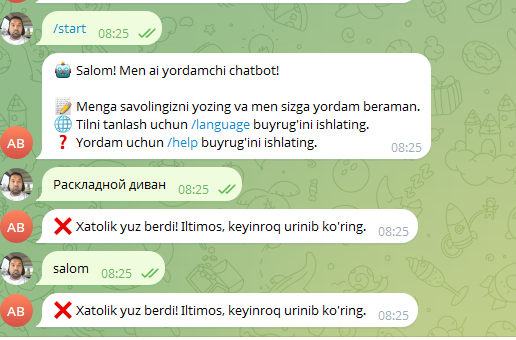 /start 08:25
🤖 Salom! Men ai yordamchi chatbot!
📝 Menga savolingizni yozing va men sizga yordam beraman.
🌐 Tilni tanlash uchun /language buyrug'ini ishlating.
❓ Yordam uchun /help buyrug'ini ishlating.
08:25
AB
Раскладной диван 08:25
AB
❌ Xatolik yuz berdi! Iltimos, keyinroq urinib ko'ring. 08:25
salom 08:25
AB
❌ Xatolik yuz berdi! Iltimos, keyinroq urinib ko'ring. 08:25